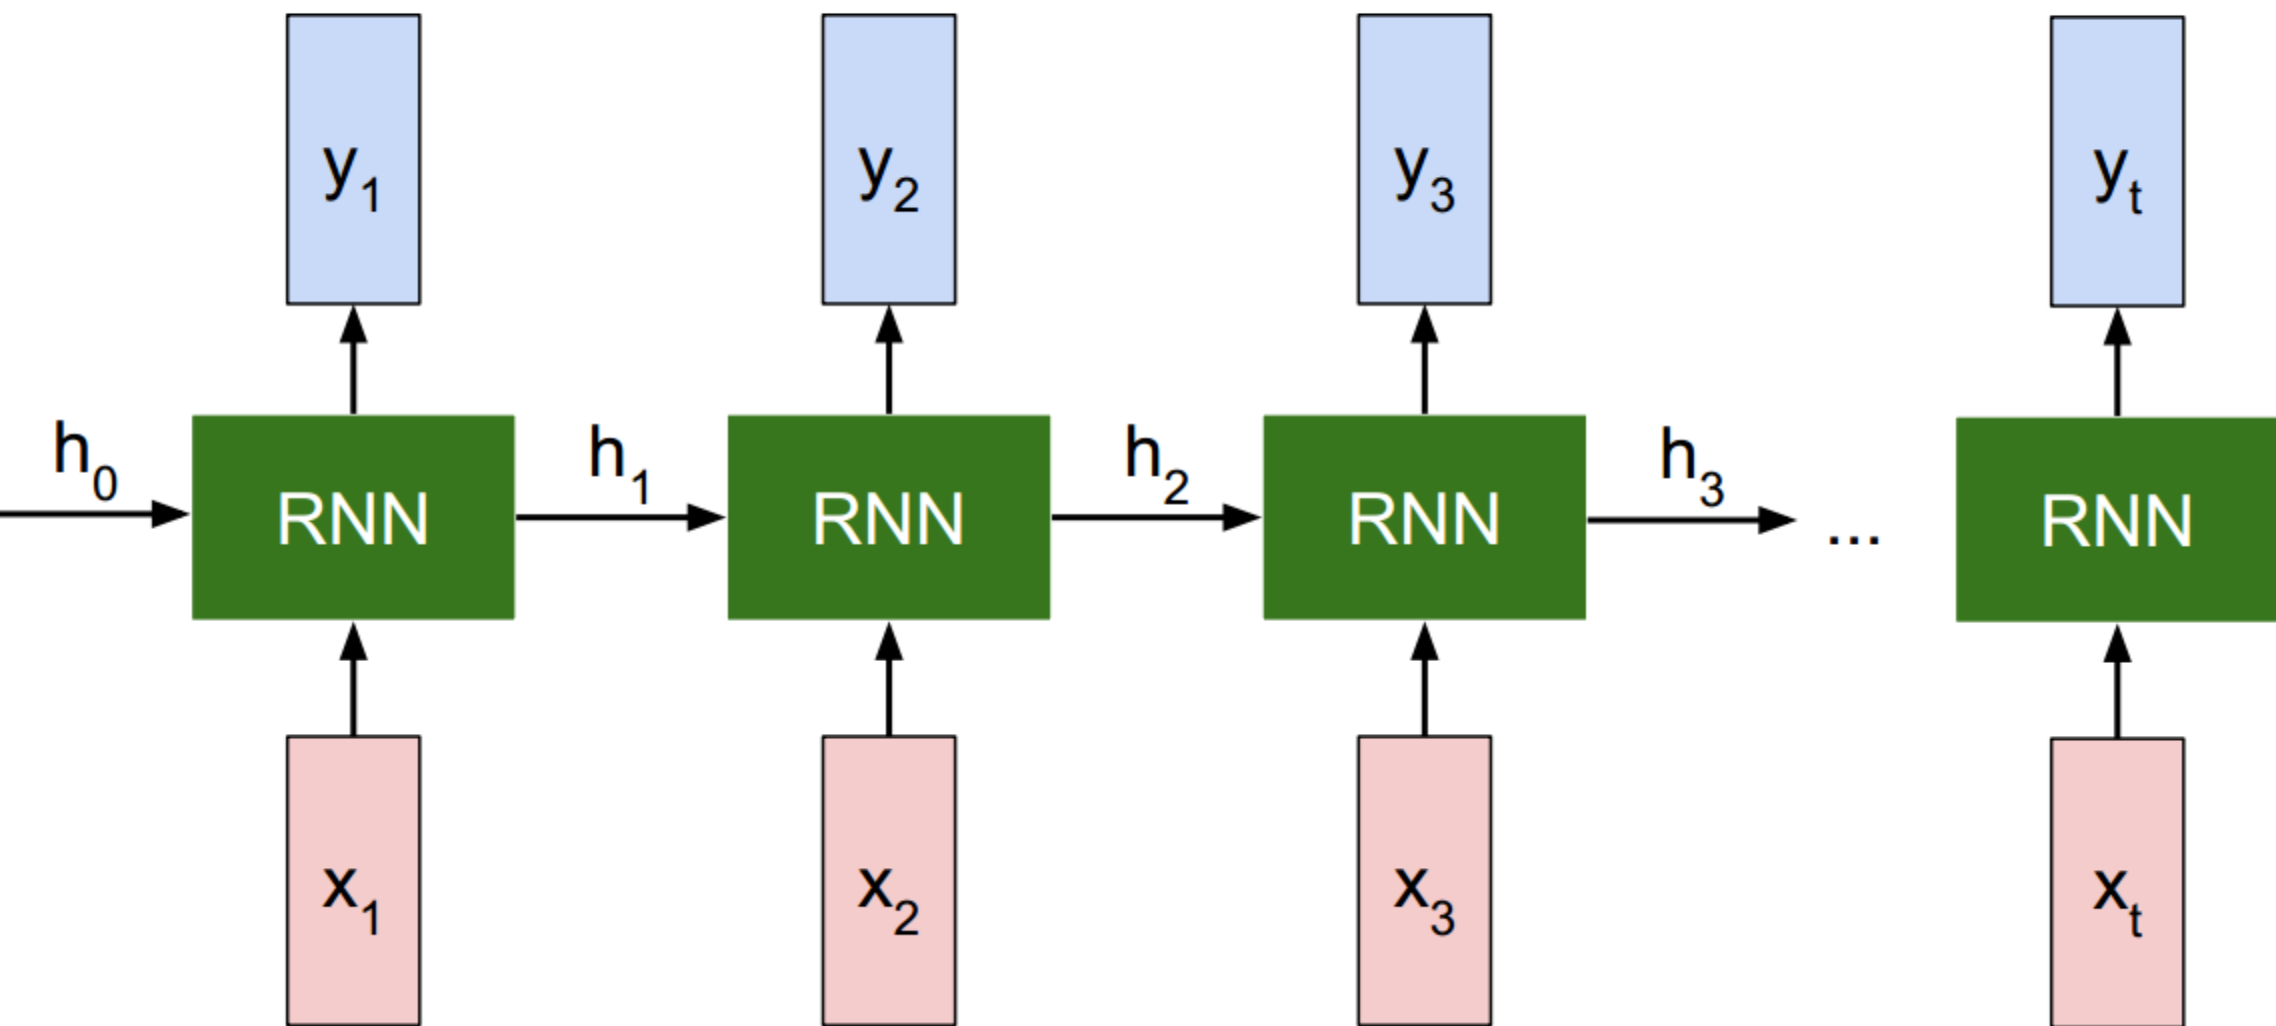 y1 y2 y3 yt
h0 h1 h2 h3
RNN RNN RNN ... RNN
x1 x2 x3 xt